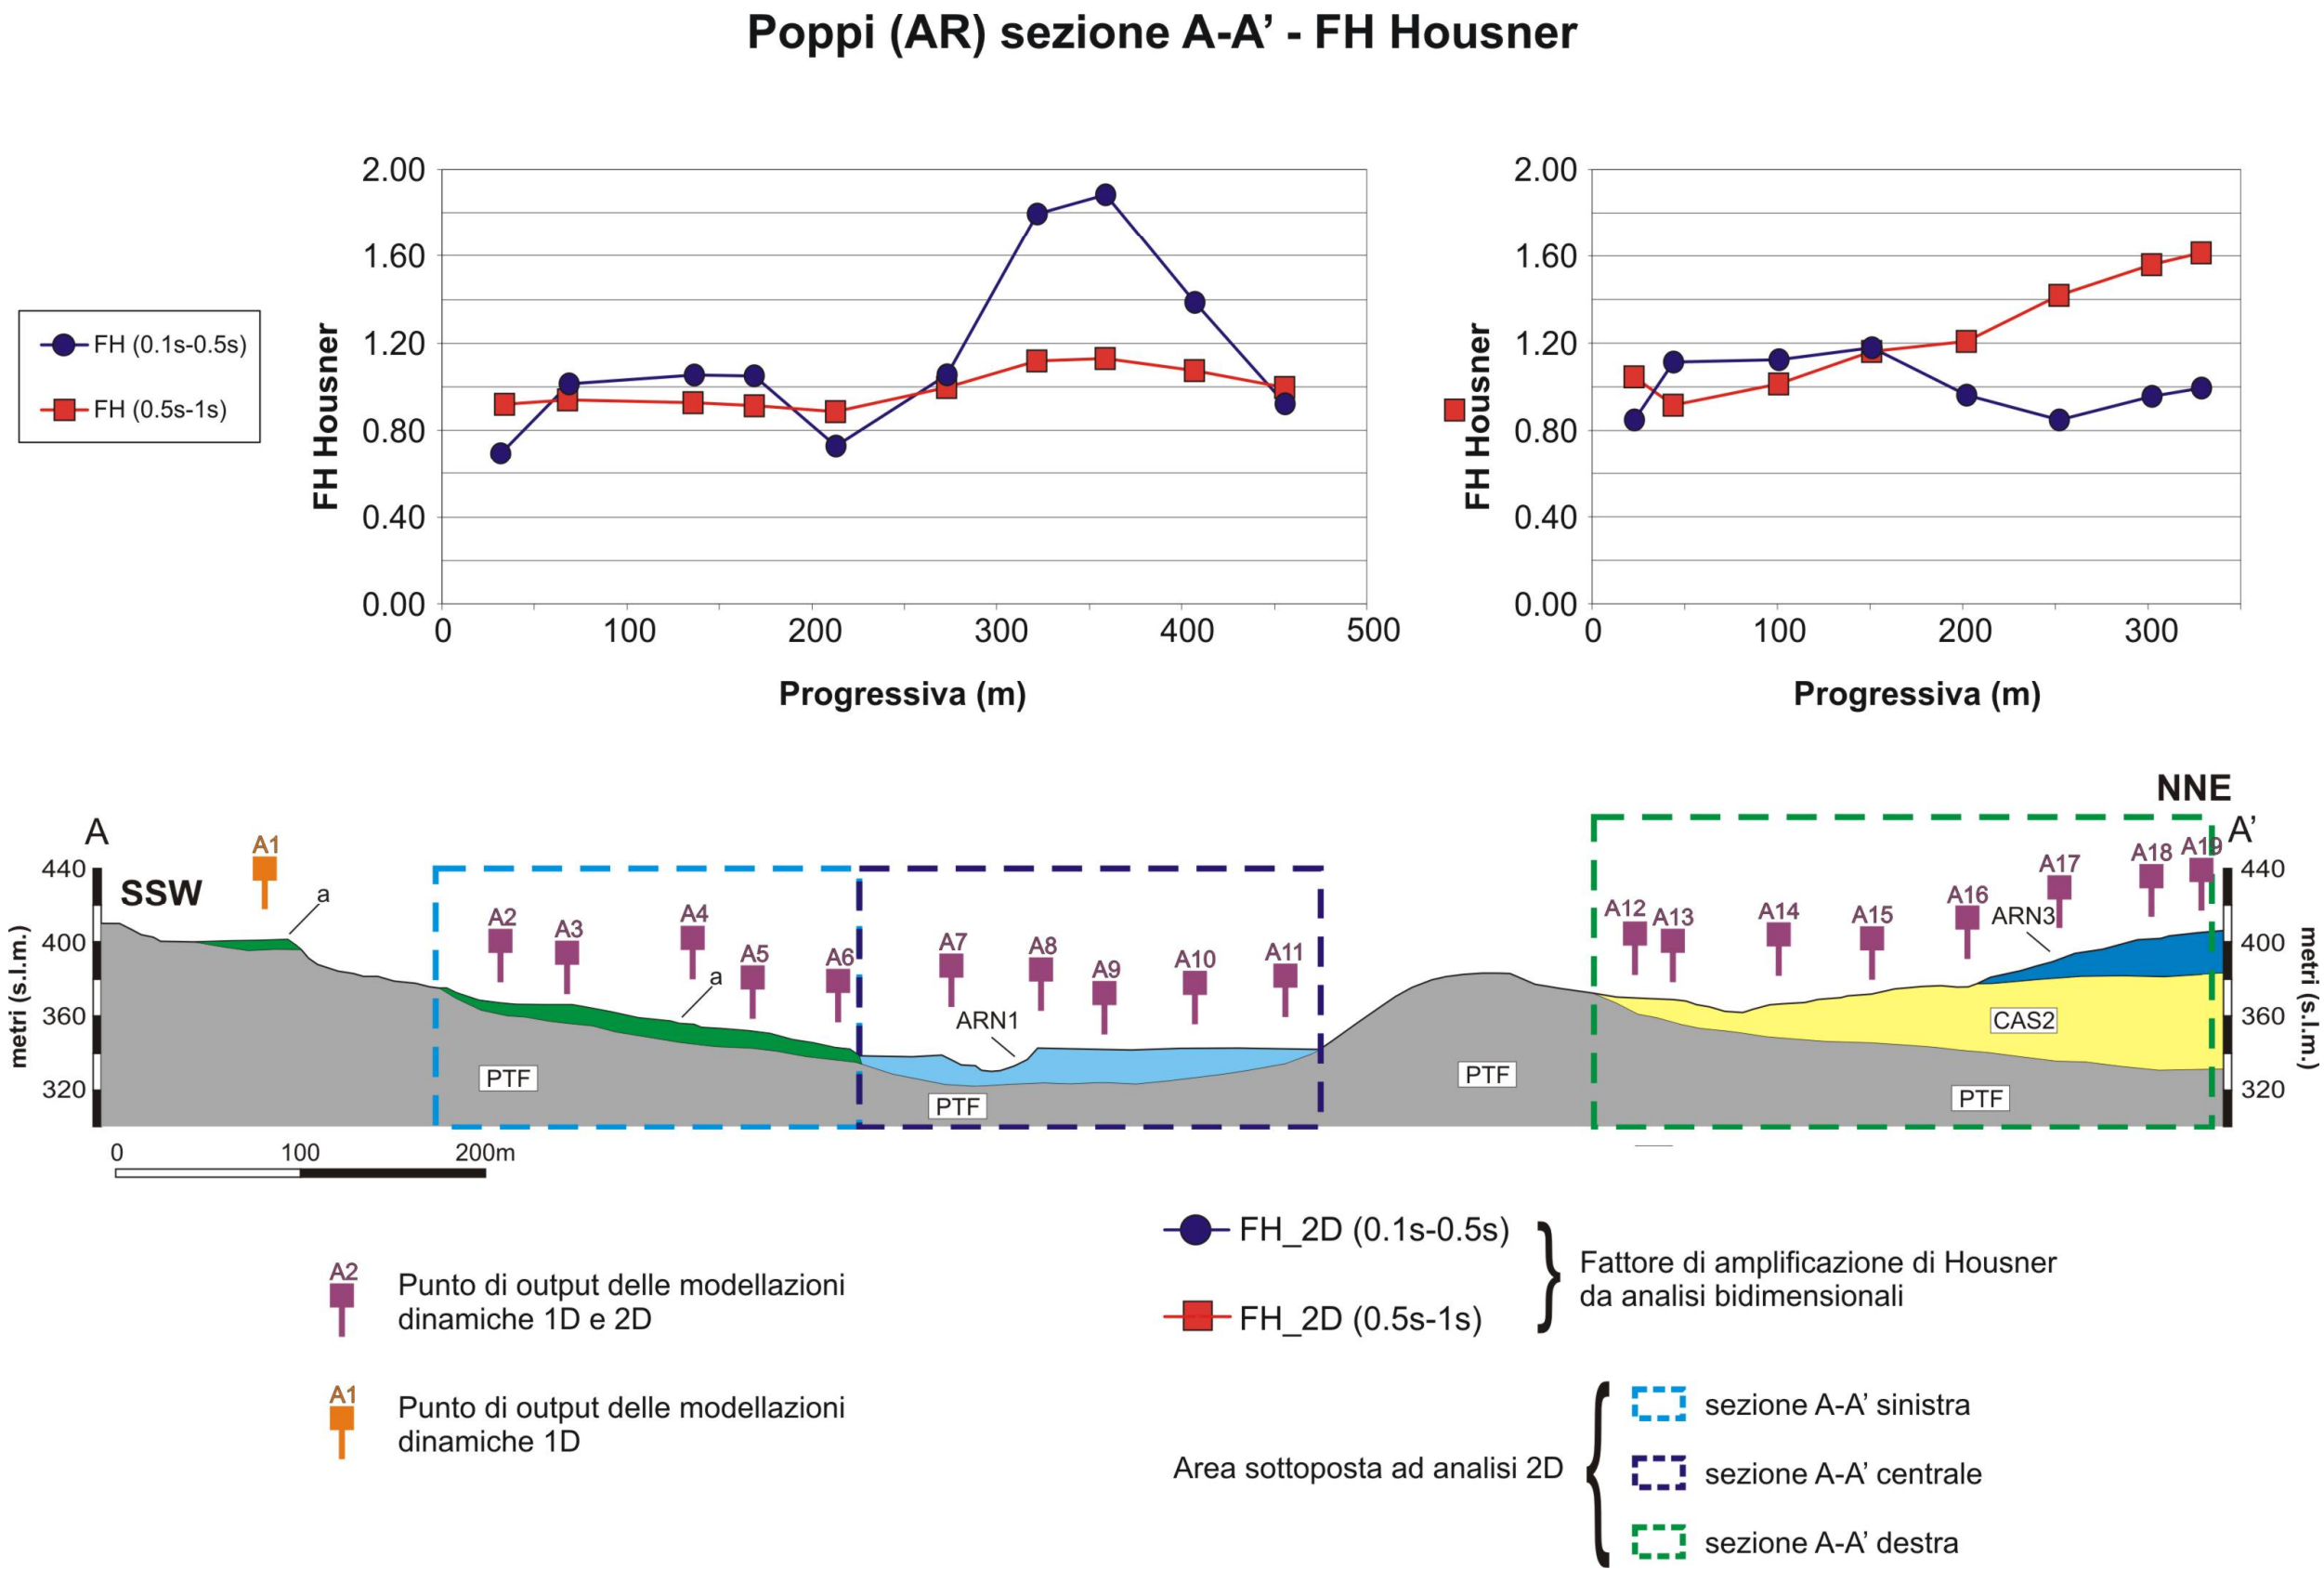 Poppi (AR) sezione A-A’ - FH Housner
FH (0.1s-0.5s)
FH (0.5s-1s)
FH Housner
2.00
1.60
1.20
0.80
0.40
0.00
0 100 200 300 400 500
Progressiva (m)
FH Housner
2.00
1.60
1.20
0.80
0.40
0.00
0 100 200 300
Progressiva (m)
A
SSW
NNE
A’
metri (s.l.m.)
440
400
360
320
A1
a
A2
A3
A4
A5
A6
a
A7
A8
A9
A10
A11
ARN1
A12
A13
A14
A15
A16
A17
A18
A19
ARN3
CAS2
PTF
PTF
PTF
PTF
440
400
360
320
metri (s.l.m.)
0 100 200m
A2
Punto di output delle modellazioni
dinamiche 1D e 2D
A1
Punto di output delle modellazioni
dinamiche 1D
FH_2D (0.1s-0.5s)
FH_2D (0.5s-1s)
Fattore di amplificazione di Housner
da analisi bidimensionali
Area sottoposta ad analisi 2D
sezione A-A’ sinistra
sezione A-A’ centrale
sezione A-A’ destra